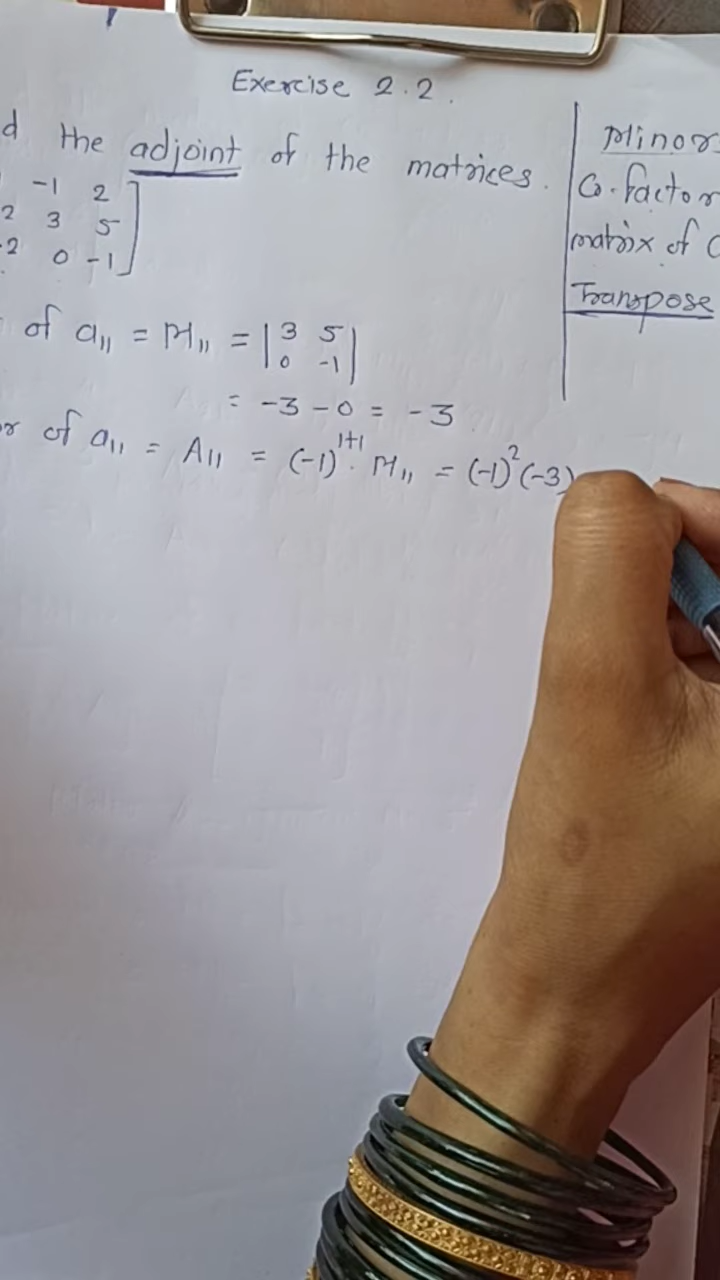 Exercise 2.2.
d the adjoint of the matrices.
-1 2
2 3 5
-2 0 -1
of a₁₁ = M₁₁ = | 3 5
0 -1 |
= -3 - 0 = -3
or of a₁₁ = A₁₁ = (-1)¹⁺¹. M₁₁ = (-1)²(-3)
Minor
Co-factor
matrix of C
Transpose